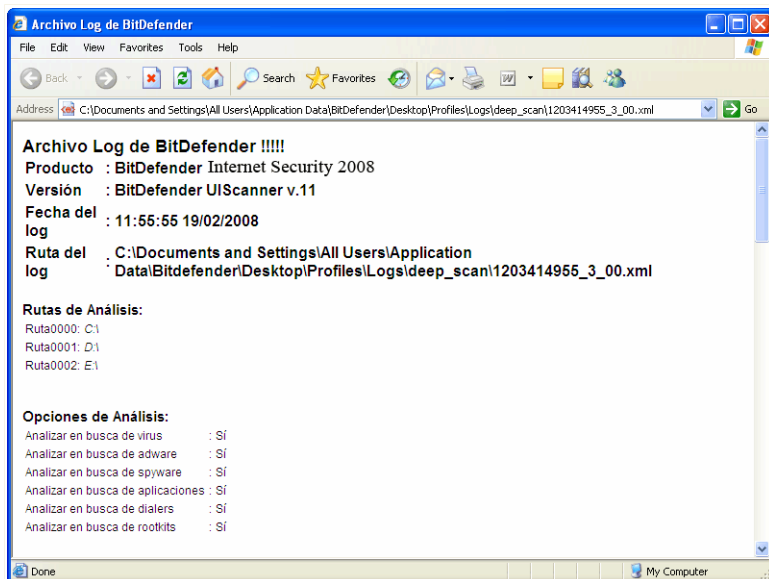 Archivo Log de BitDefender
File Edit View Favorites Tools Help
Back Search Favorites
Address C:\Documents and Settings\All Users\Application Data\BitDefender\Desktop\Profiles\Logs\deep_scan\1203414955_3_00.xml Go
Archivo Log de BitDefender !!!!!
Producto : BitDefender Internet Security 2008
Versión : BitDefender UIScanner v.11
Fecha del
log : 11:55:55 19/02/2008
Ruta del : C:\Documents and Settings\All Users\Application
log Data\Bitdefender\Desktop\Profiles\Logs\deep_scan\1203414955_3_00.xml
Rutas de Análisis:
Ruta0000: C:\
Ruta0001: D:\
Ruta0002: E:\
Opciones de Análisis:
Analizar en busca de virus : Sí
Analizar en busca de adware : Sí
Analizar en busca de spyware : Sí
Analizar en busca de aplicaciones : Sí
Analizar en busca de dialers : Sí
Analizar en busca de rootkits : Sí
Done My Computer